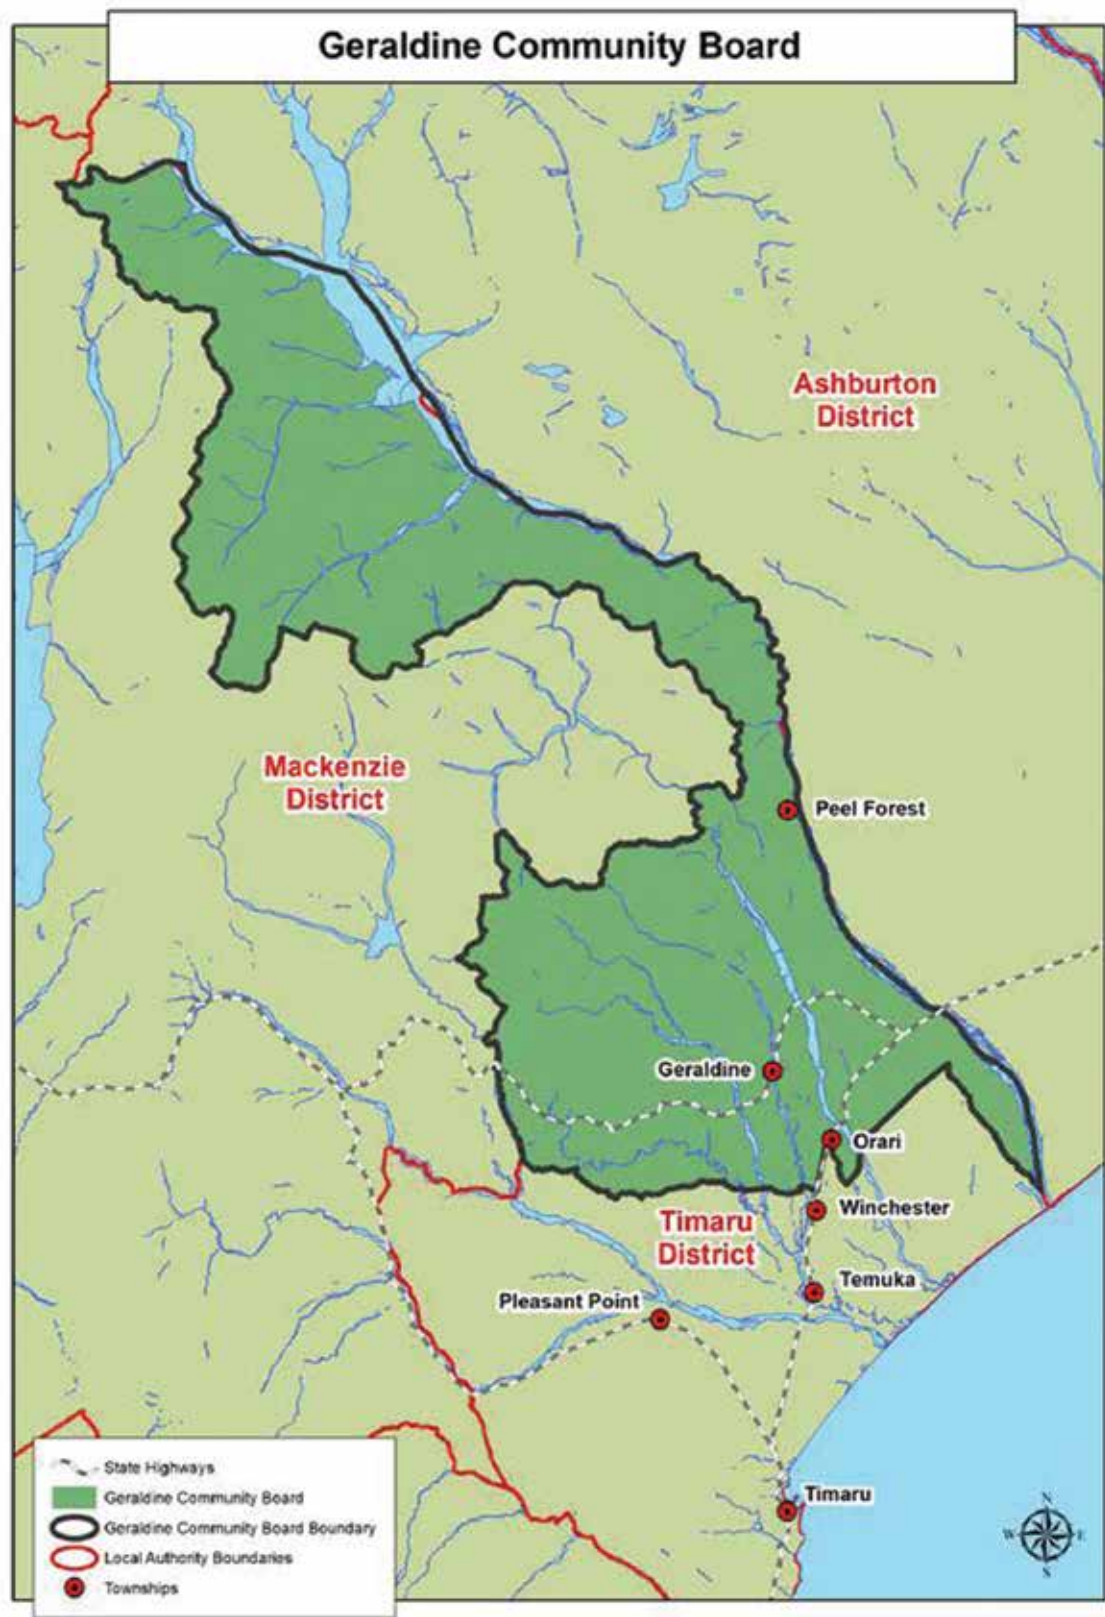 Geraldine Community Board
Ashburton
District
Mackenzie
District
Peel Forest
Geraldine
Orari
Winchester
Timaru
District
Temuka
Pleasant Point
Timaru
State Highways
Geraldine Community Board
Geraldine Community Board Boundary
Local Authority Boundaries
Townships
N
W
E
S